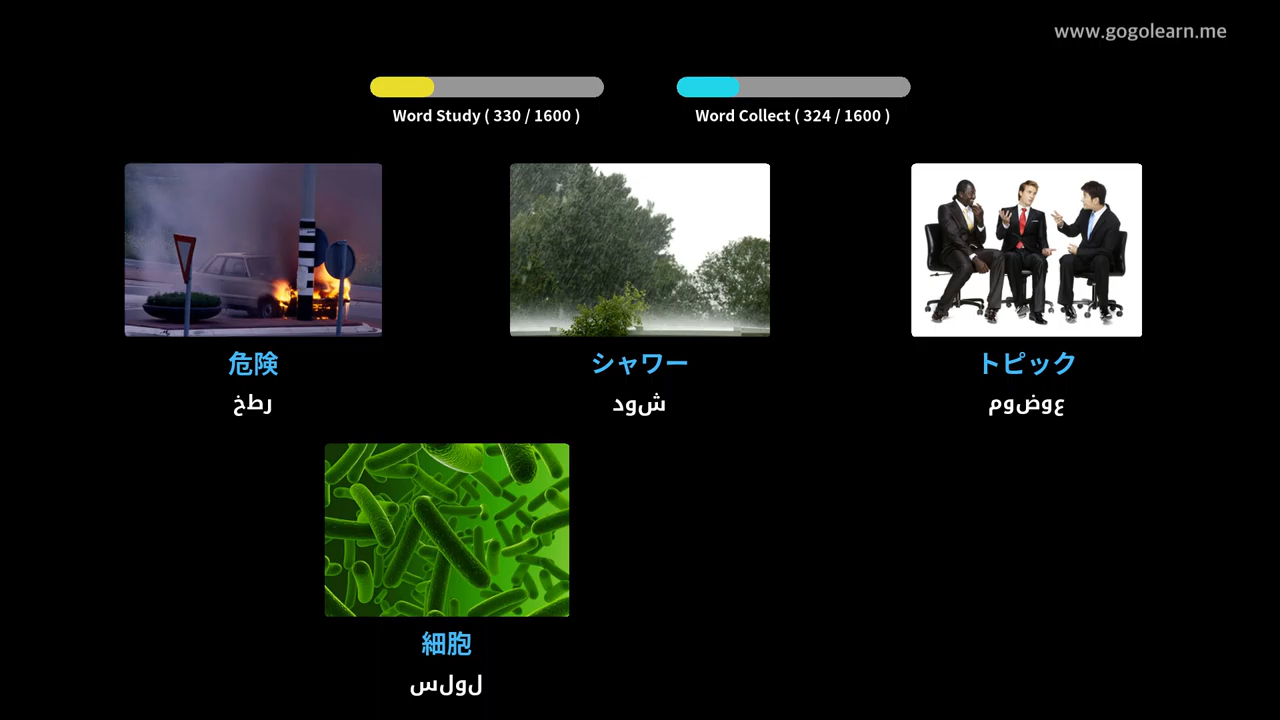 www.gogolearn.me
Word Study ( 330 / 1600 )
Word Collect ( 324 / 1600 )
危険
シャワー
トピック
رطخ
شود
عوضوم
細胞
لولس